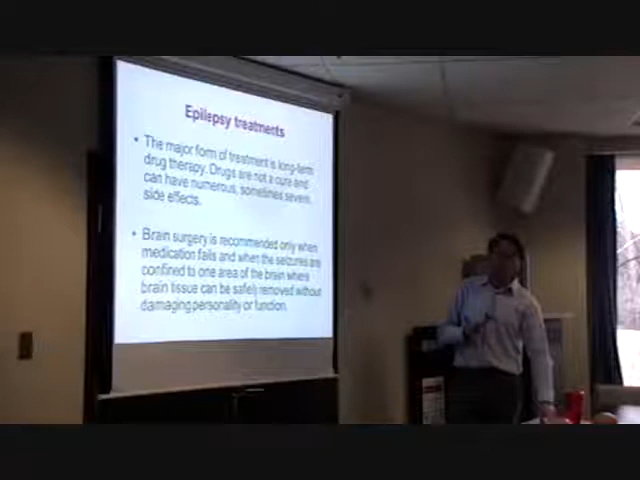 Epilepsy treatments
• The major form of treatment is long-term
drug therapy. Drugs are not a cure and
can have numerous, sometimes severe,
side effects.
• Brain surgery is recommended only when
medication fails and when the seizures are
confined to one area of the brain where
brain tissue can be safely removed without
damaging personality or function.